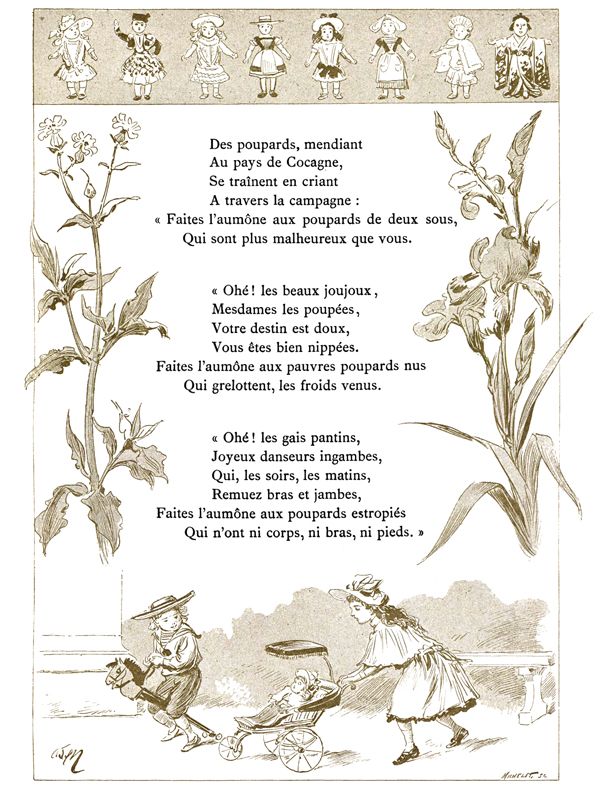 Des poupards, mendiant
Au pays de Cocagne,
Se traînent en criant
A travers la campagne :
« Faites l'aumône aux poupards de deux sous,
Qui sont plus malheureux que vous.
« Ohé ! les beaux joujoux,
Mesdames les poupées,
Votre destin est doux,
Vous êtes bien nippées.
Faites l'aumône aux pauvres poupards nus
Qui grelottent, les froids venus.
« Ohé ! les gais pantins,
Joyeux danseurs ingambes,
Qui, les soirs, les matins,
Remuez bras et jambes,
Faites l'aumône aux poupards estropiés
Qui n'ont ni corps, ni bras, ni pieds. »
MICHELET. SC.